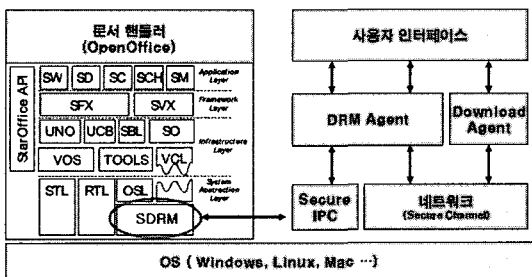 문서 핸들러
(OpenOffice)
StarOffice API
SW SD SC SCH SM
Application Layer
SFX SVX
Framework Layer
UNO UCB SBL SO
Infrastructure Layer
VOS TOOLS VCL
STL RTL OSL
System Abstraction Layer
SDRM
사용자 인터페이스
DRM Agent
Download Agent
Secure IPC
네트워크
(Secure Channel)
OS ( Windows, Linux, Mac …)